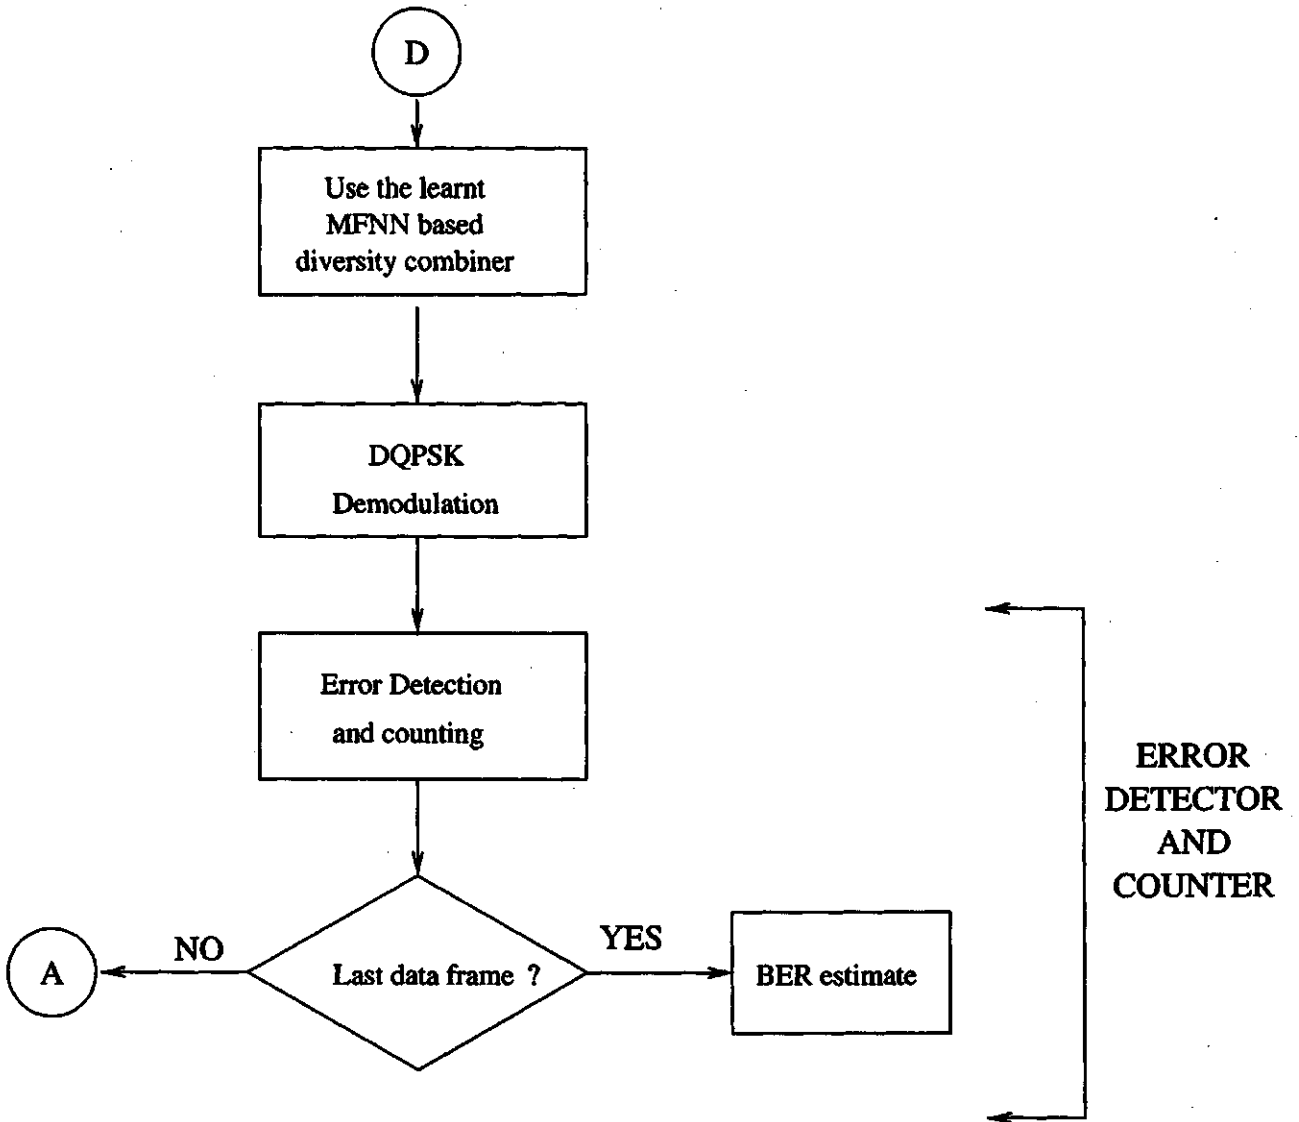 D
Use the learnt
MFNN based
diversity combiner
DQPSK
Demodulation
Error Detection
and counting
ERROR
DETECTOR
AND
COUNTER
NO
YES
A
Last data frame ?
BER estimate